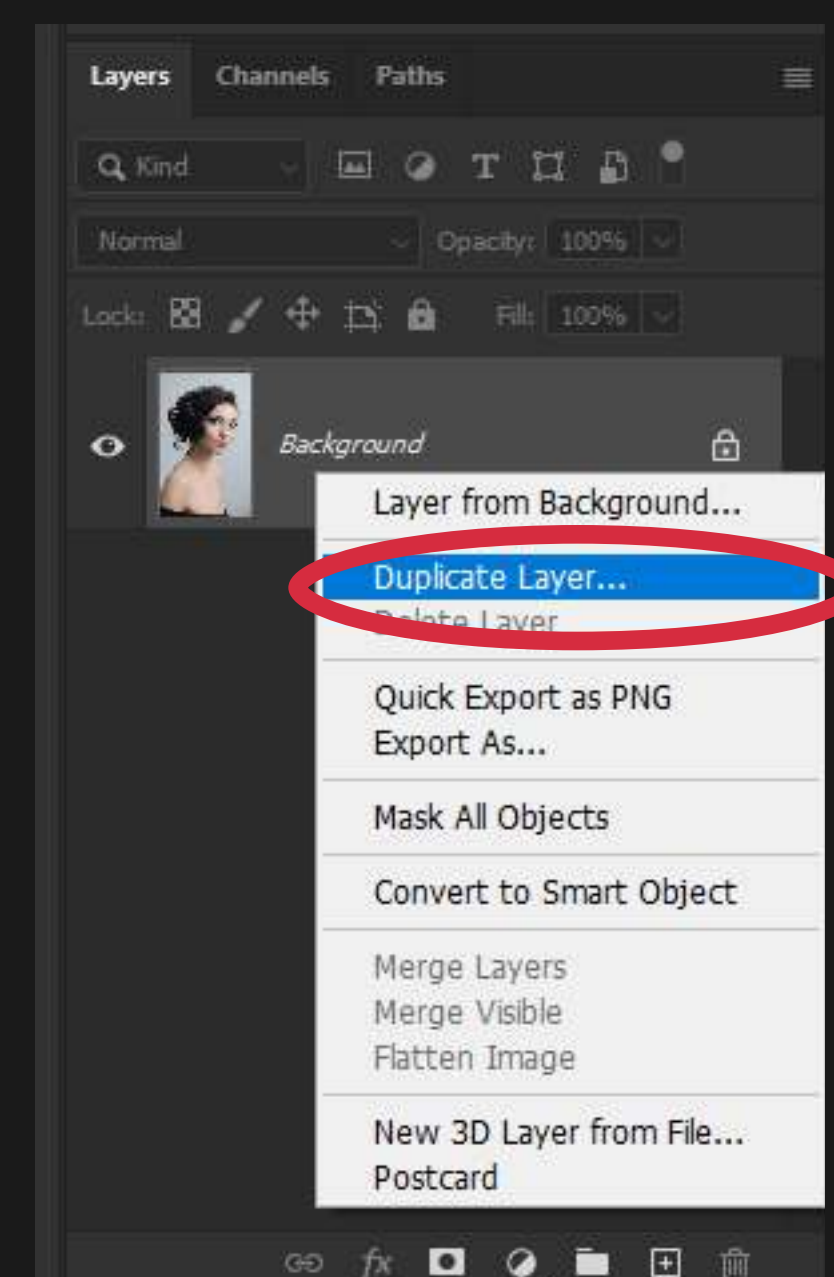 Layers Channels Paths
Kind T
Normal Opacity: 100%
Lock: Fill: 100%
Background
Layer from Background...
Duplicate Layer...
Delete Layer
Quick Export as PNG
Export As...
Mask All Objects
Convert to Smart Object
Merge Layers
Merge Visible
Flatten Image
New 3D Layer from File...
Postcard
fx